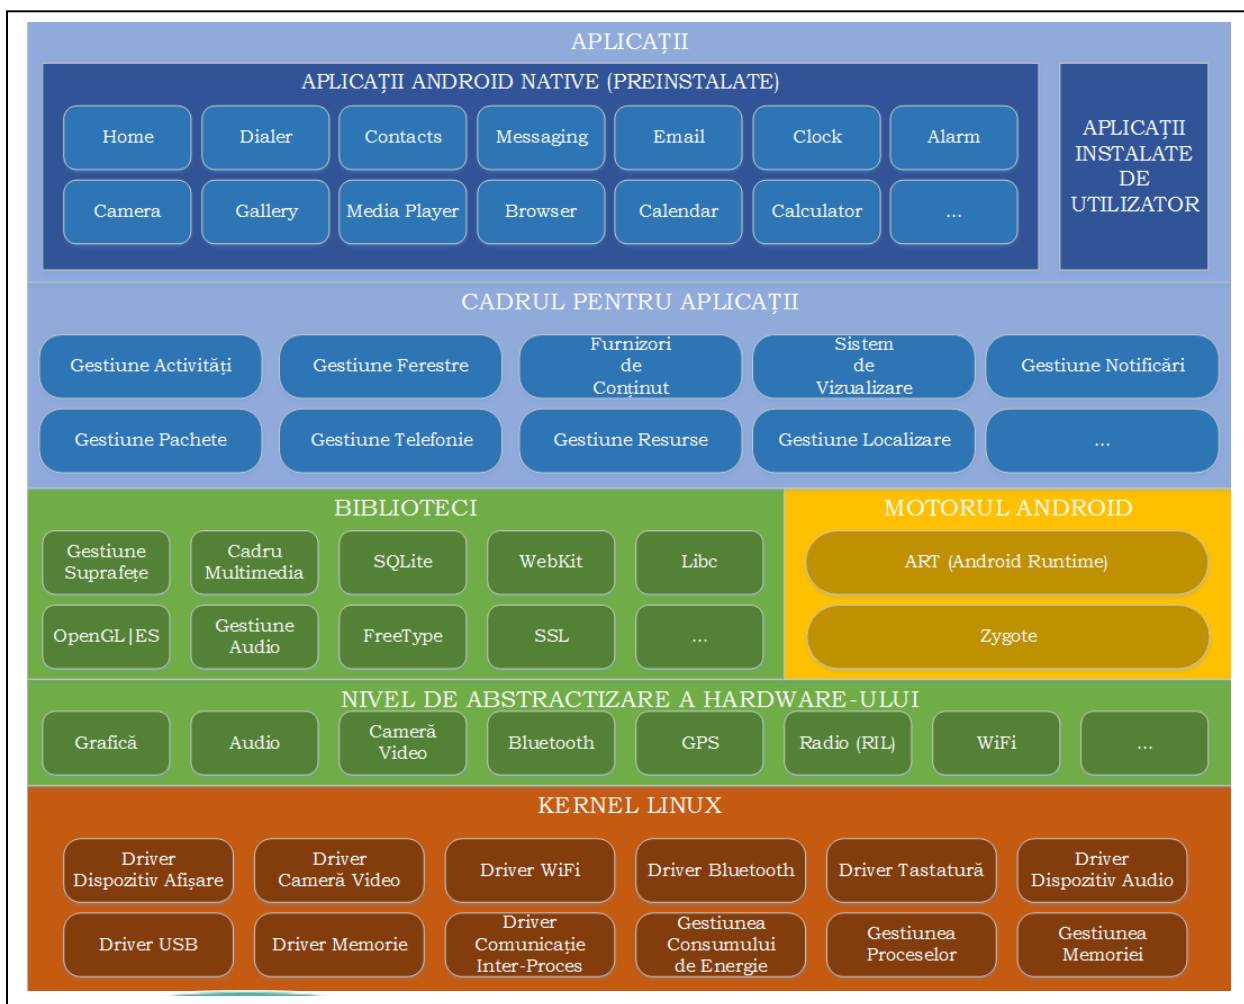 APLICAȚII
APLICAȚII ANDROID NATIVE (PREINSTALATE)
Home
Dialer
Contacts
Messaging
Email
Clock
Alarm
Camera
Gallery
Media Player
Browser
Calendar
Calculator
...
APLICAȚII
INSTALATE
DE
UTILIZATOR
CADRUL PENTRU APLICAȚII
Gestiune Activități
Gestiune Ferestre
Furnizori
de
Conținut
Sistem
de
Vizualizare
Gestiune Notificări
Gestiune Pachete
Gestiune Telefonie
Gestiune Resurse
Gestiune Localizare
...
BIBLIOTECI
Gestiune
Suprafețe
Cadru
Multimedia
SQLite
WebKit
Libc
OpenGL|ES
Gestiune
Audio
FreeType
SSL
...
MOTORUL ANDROID
ART (Android Runtime)
Zygote
NIVEL DE ABSTRACTIZARE A HARDWARE-ULUI
Grafică
Audio
Cameră
Video
Bluetooth
GPS
Radio (RIL)
WiFi
...
KERNEL LINUX
Driver
Dispozitiv Afișare
Driver
Cameră Video
Driver WiFi
Driver Bluetooth
Driver Tastatură
Driver
Dispozitiv Audio
Driver USB
Driver Memorie
Driver
Comunicație
Inter-Proces
Gestiunea
Consumului
de Energie
Gestiunea
Proceselor
Gestiunea
Memoriei